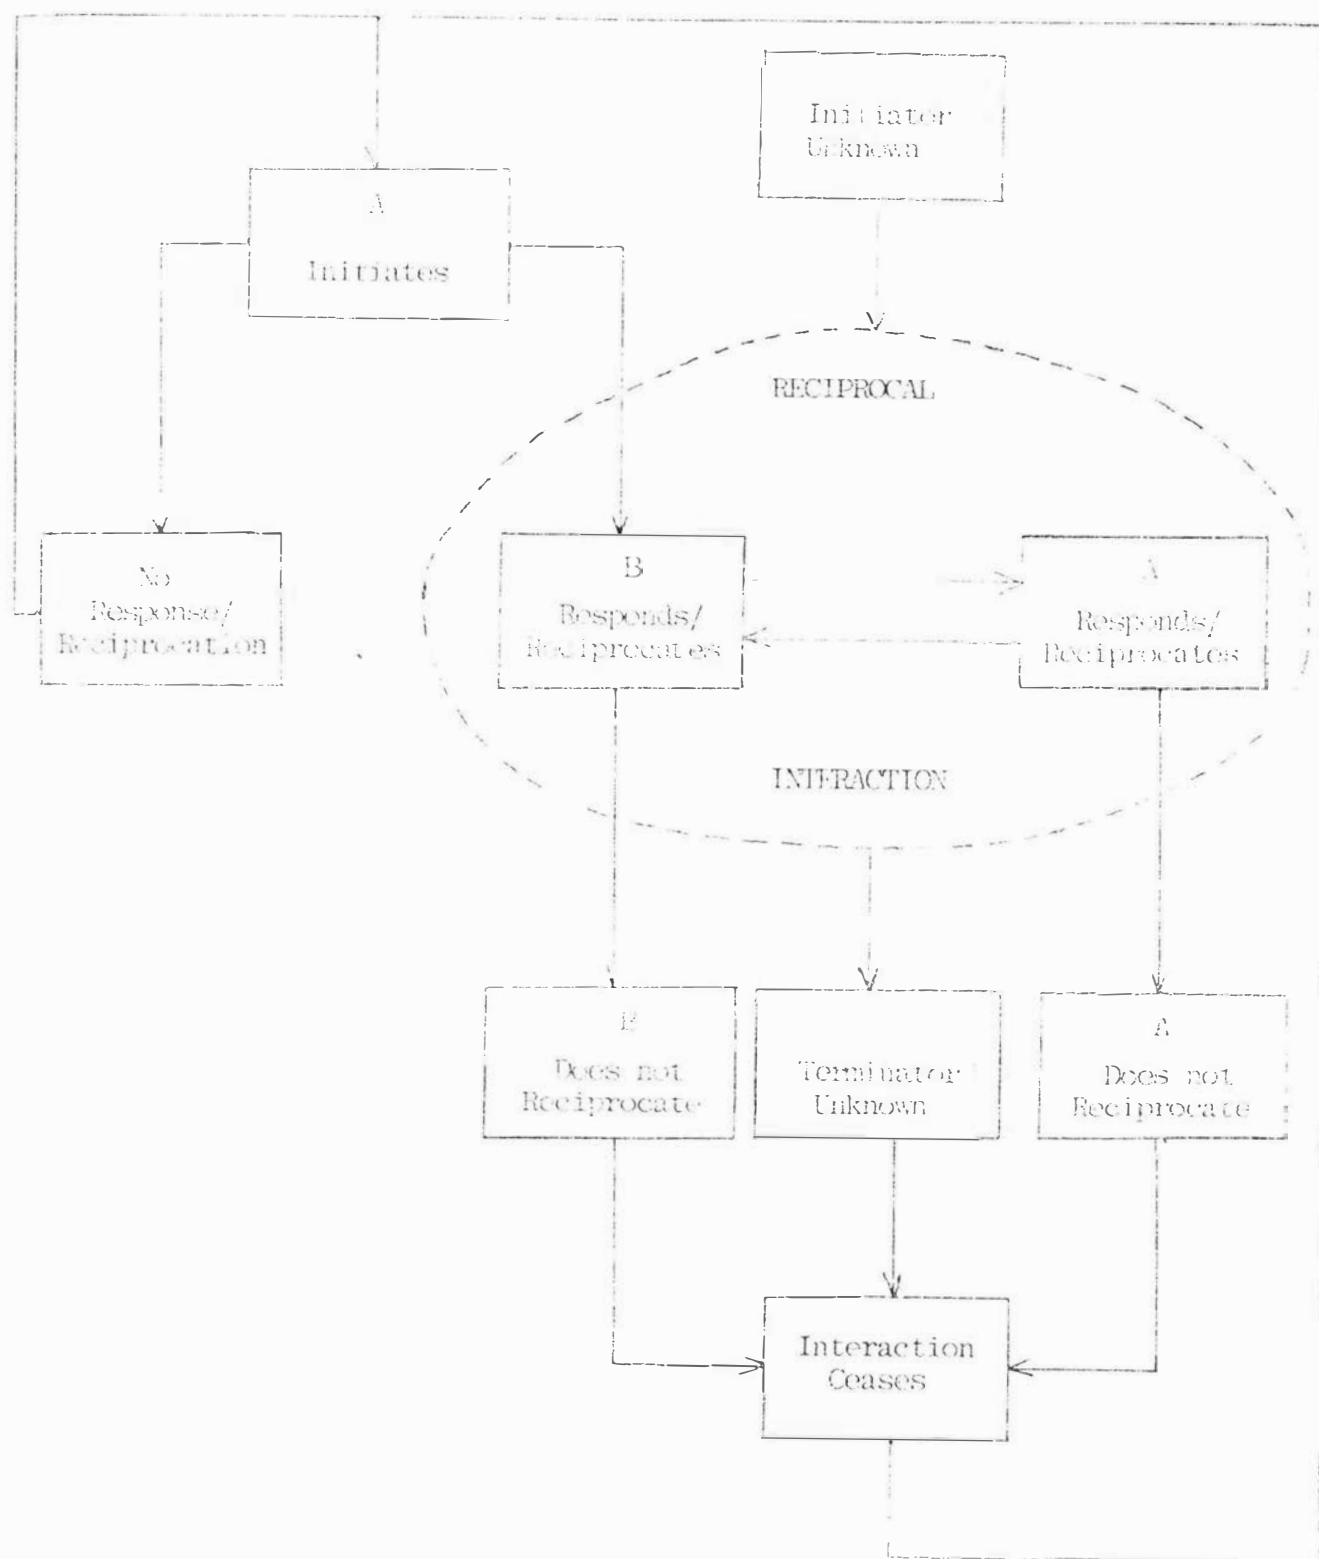 Initiator
Unknown
A
Initiates
RECIPROCAL
No
Response/
Reciprocation
B
Responds/
Reciprocates
A
Responds/
Reciprocates
INTERACTION
B
Does not
Reciprocate
Terminator
Unknown
A
Does not
Reciprocate
Interaction
Ceases